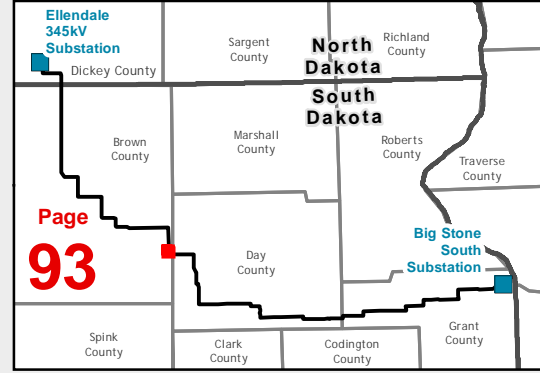 Ellendale
345kV
Substation
Dickey County
Sargent
County
Richland
County
North
Dakota
South
Dakota
Brown
County
Marshall
County
Roberts
County
Traverse
County
Page
93
Day
County
Big Stone
South
Substation
Spink
County
Clark
County
Codington
County
Grant
County